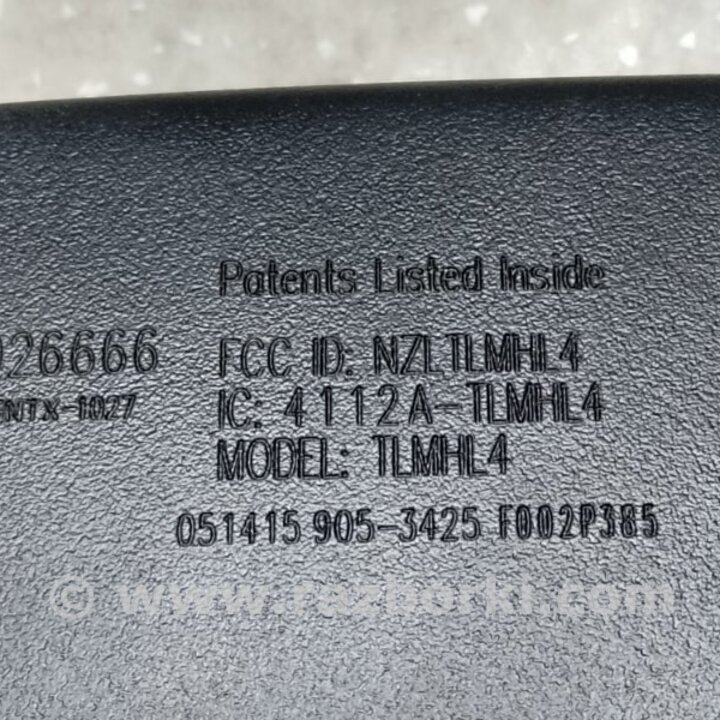 Patents Listed Inside
026666 FCC ID: NZLTLMHL4
ENTX-1027 IC: 4112A-TLMHL4
MODEL: TLMHL4
051415 905-3425 F002P385
© www.razborki.com